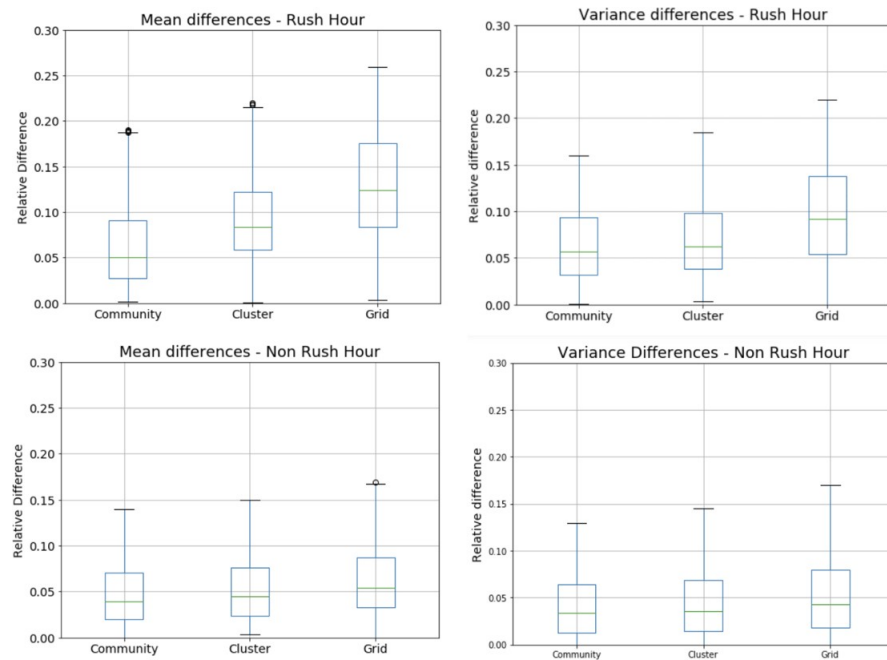 Mean differences - Rush Hour
Relative Difference
0.30
0.25
0.20
0.15
0.10
0.05
0.00
Community Cluster Grid
Variance differences - Rush Hour
Relative difference
0.30
0.25
0.20
0.15
0.10
0.05
0.00
Community Cluster Grid
Mean differences - Non Rush Hour
Relative Difference
0.30
0.25
0.20
0.15
0.10
0.05
0.00
Community Cluster Grid
Variance Differences - Non Rush Hour
Relative difference
0.30
0.25
0.20
0.15
0.10
0.05
0.00
Community Cluster Grid